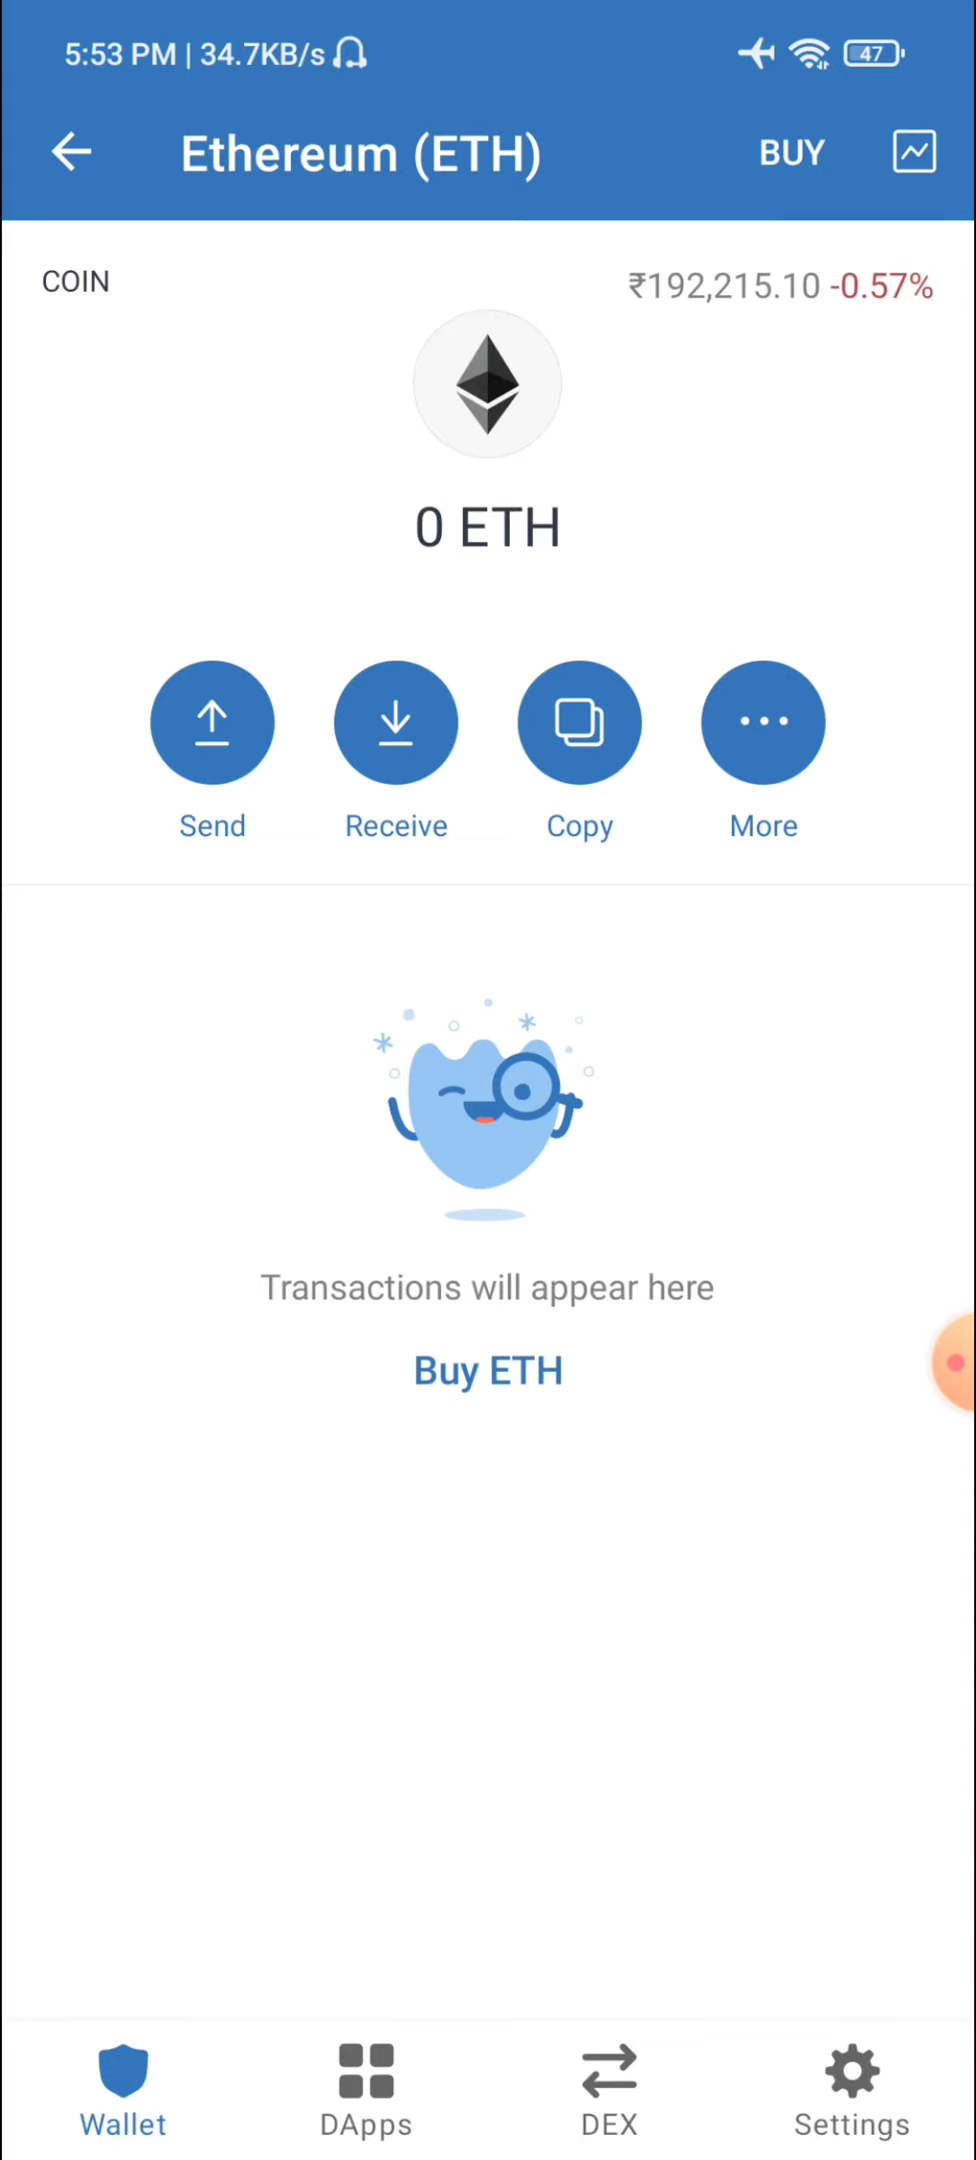 5:53 PM | 34.7KB/s
47
Ethereum (ETH)
BUY
COIN
₹192,215.10 -0.57%
0 ETH
Send
Receive
Copy
More
Transactions will appear here
Buy ETH
Wallet
DApps
DEX
Settings